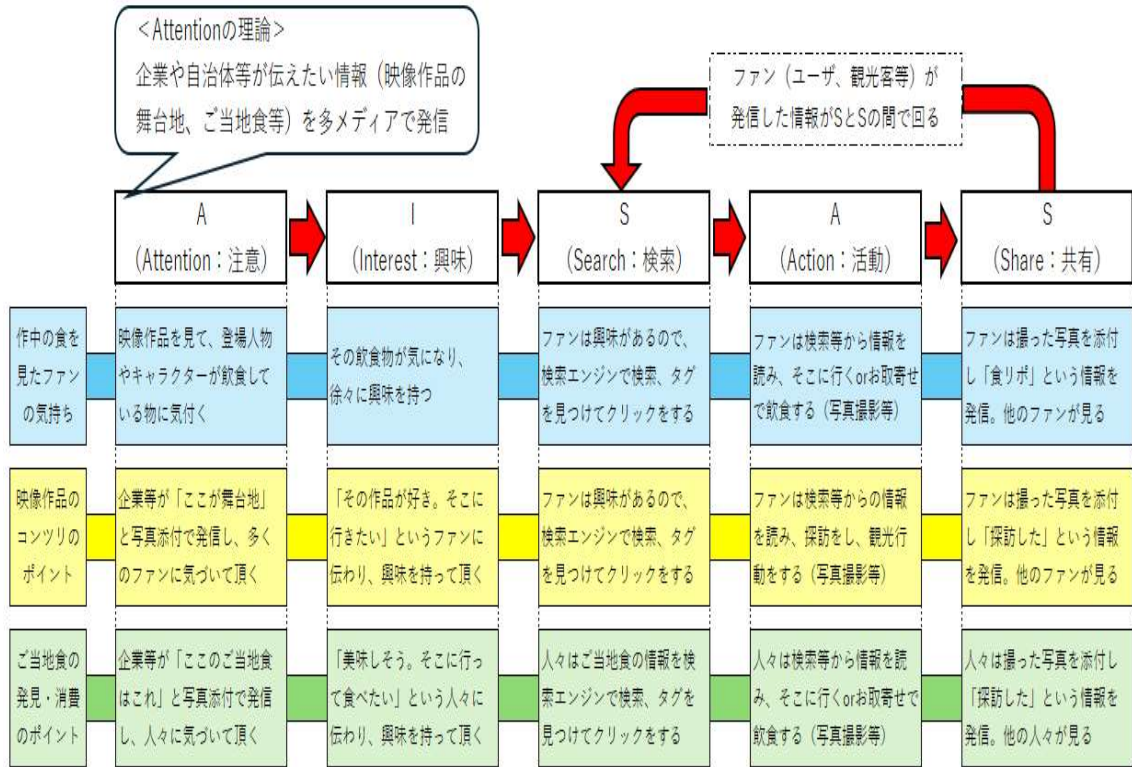 ＜Attentionの理論＞
企業や自治体等が伝えたい情報（映像作品の
舞台地、ご当地食等）を多メディアで発信
ファン（ユーザ、観光客等）が
発信した情報がSとSの間で回る
A
（Attention：注意）
I
（Interest：興味）
S
（Search：検索）
A
（Action：活動）
S
（Share：共有）
作中の食を
見たファン
の気持ち
映像作品を見て、登場人物
やキャラクターが飲食して
いる物に気付く
その飲食物が気になり、
徐々に興味を持つ
ファンは興味があるので、
検索エンジンで検索、タグ
を見つけてクリックをする
ファンは検索等から情報を
読み、そこに行くorお取寄せ
で飲食する（写真撮影等）
ファンは撮った写真を添付
し「食リポ」という情報を
発信。他のファンが見る
映像作品の
コンツリの
ポイント
企業等が「ここが舞台地」
と写真添付で発信し、多く
のファンに気づいて頂く
「その作品が好き。そこに
行きたい」というファンに
伝わり、興味を持って頂く
ファンは興味があるので、
検索エンジンで検索、タグ
を見つけてクリックをする
ファンは検索等からの情報
を読み、探訪をし、観光行
動をする（写真撮影等）
ファンは撮った写真を添付
し「探訪した」という情報
を発信。他のファンが見る
ご当地食の
発見・消費
のポイント
企業等が「ここのご当地食
はこれ」と写真添付で発信
し、人々に気づいて頂く
「美味しそう。そこに行っ
て食べたい」という人々に
伝わり、興味を持って頂く
人々はご当地食の情報を検
索エンジンで検索、タグを
見つけてクリックをする
人々は検索等から情報を読
み、そこに行くorお取寄せで
飲食する（写真撮影等）
人々は撮った写真を添付し
「探訪した」という情報を
発信。他の人々が見る